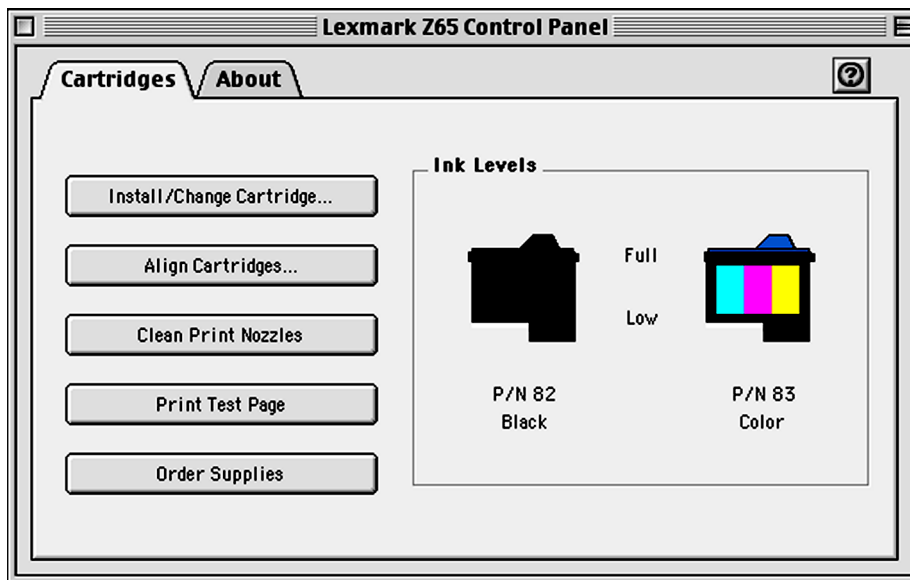 Lexmark Z65 Control Panel
Cartridges
About
?
Install/Change Cartridge...
Align Cartridges...
Clean Print Nozzles
Print Test Page
Order Supplies
Ink Levels
Full
Low
P/N 82
Black
P/N 83
Color